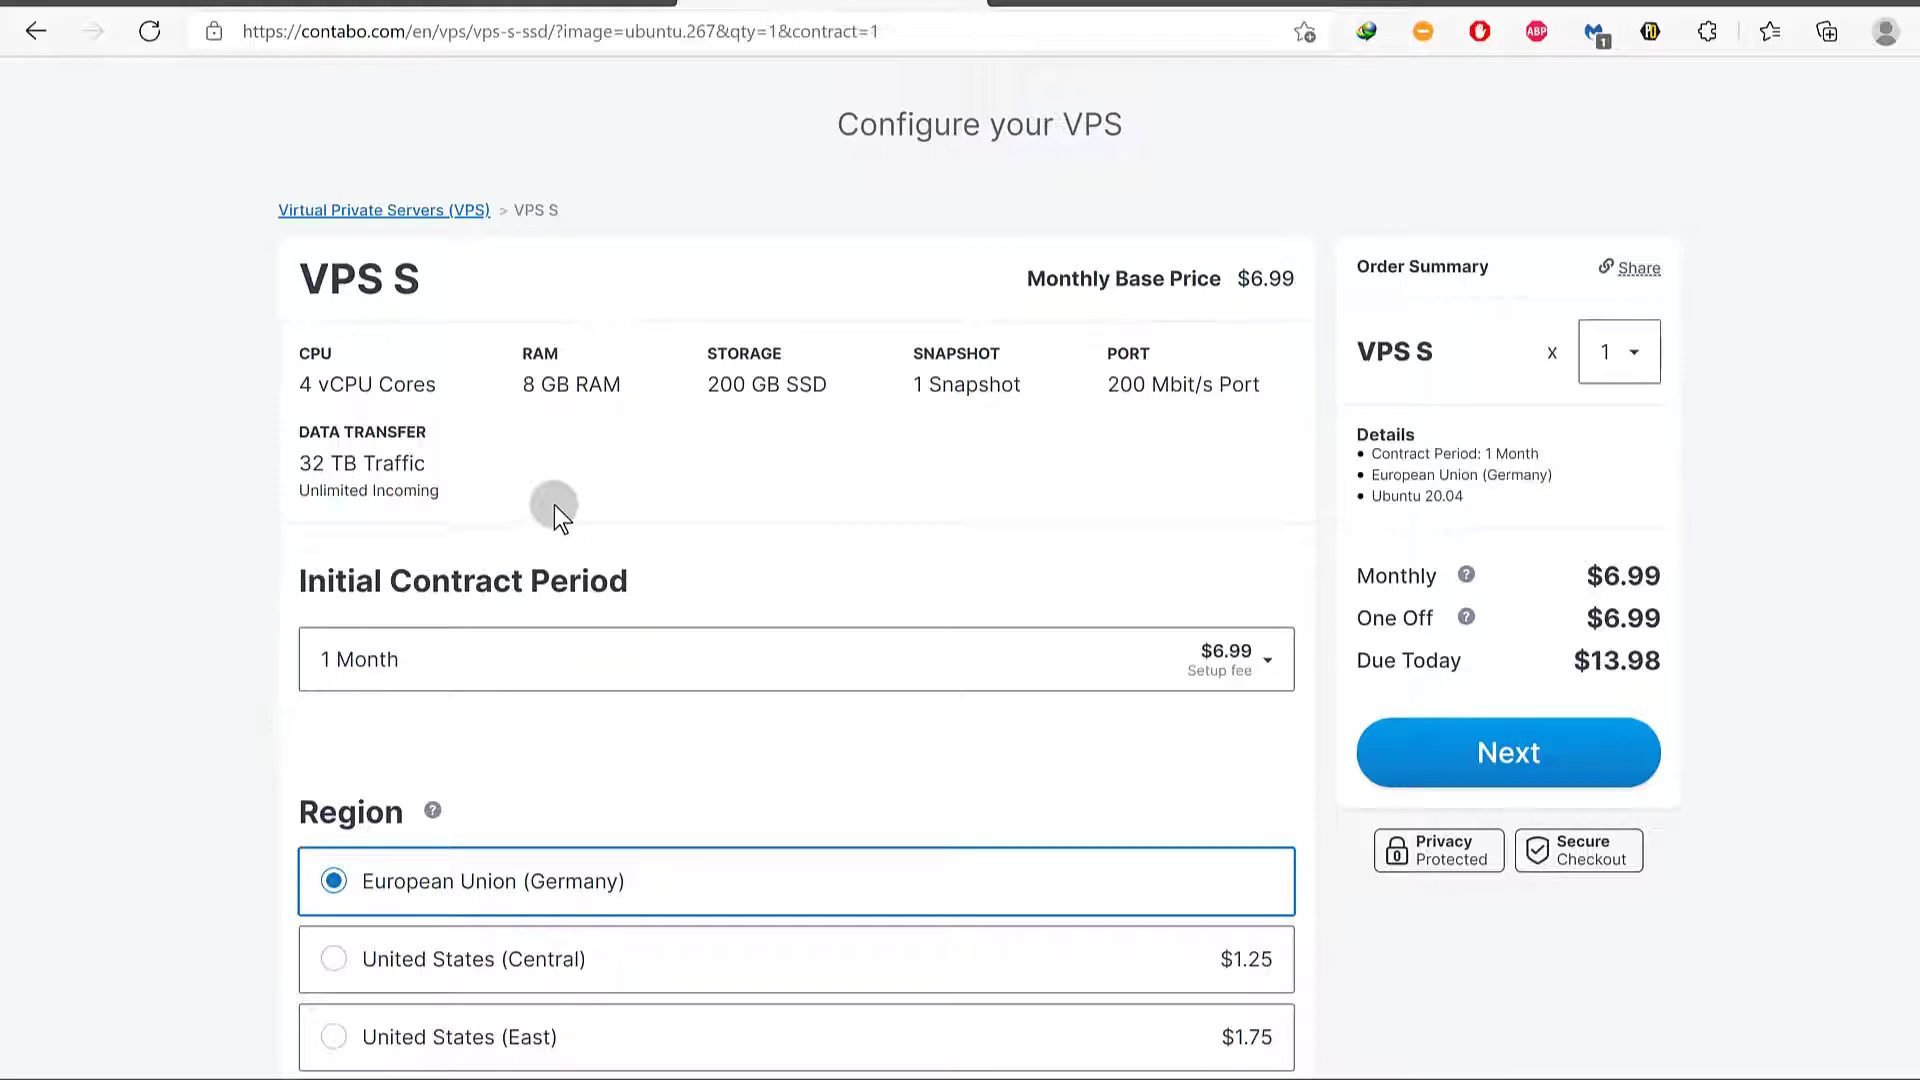 https://contabo.com/en/vps/vps-s-ssd/?image=ubuntu.267&qty=1&contract=1
ABP
1
Configure your VPS
Virtual Private Servers (VPS) > VPS S
VPS S
Monthly Base Price $6.99
CPU
4 vCPU Cores
RAM
8 GB RAM
STORAGE
200 GB SSD
SNAPSHOT
1 Snapshot
PORT
200 Mbit/s Port
DATA TRANSFER
32 TB Traffic
Unlimited Incoming
Initial Contract Period
1 Month
$6.99
Setup fee
Region ?
European Union (Germany)
United States (Central) $1.25
United States (East) $1.75
Order Summary
Share
VPS S x 1
Details
• Contract Period: 1 Month
• European Union (Germany)
• Ubuntu 20.04
Monthly ? $6.99
One Off ? $6.99
Due Today $13.98
Next
Privacy
Protected
Secure
Checkout